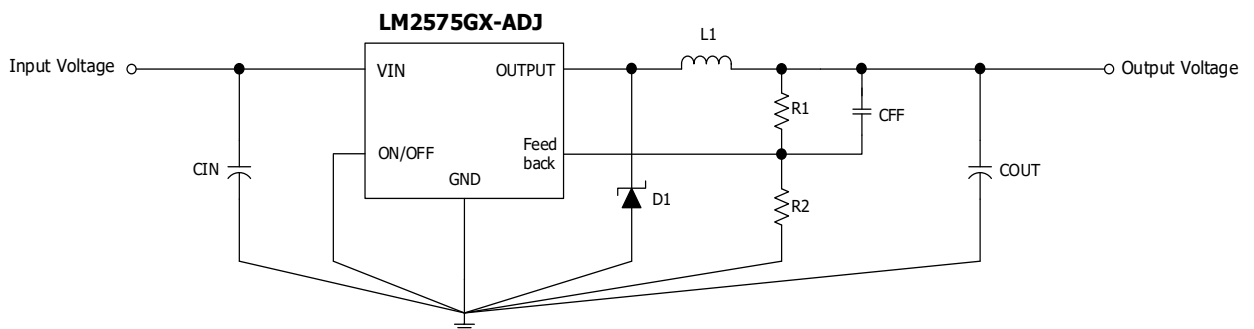 LM2575GX-ADJ
L1
Input Voltage
VIN
OUTPUT
Output Voltage
R1
CFF
ON/OFF
Feed
back
CIN
GND
COUT
D1
R2